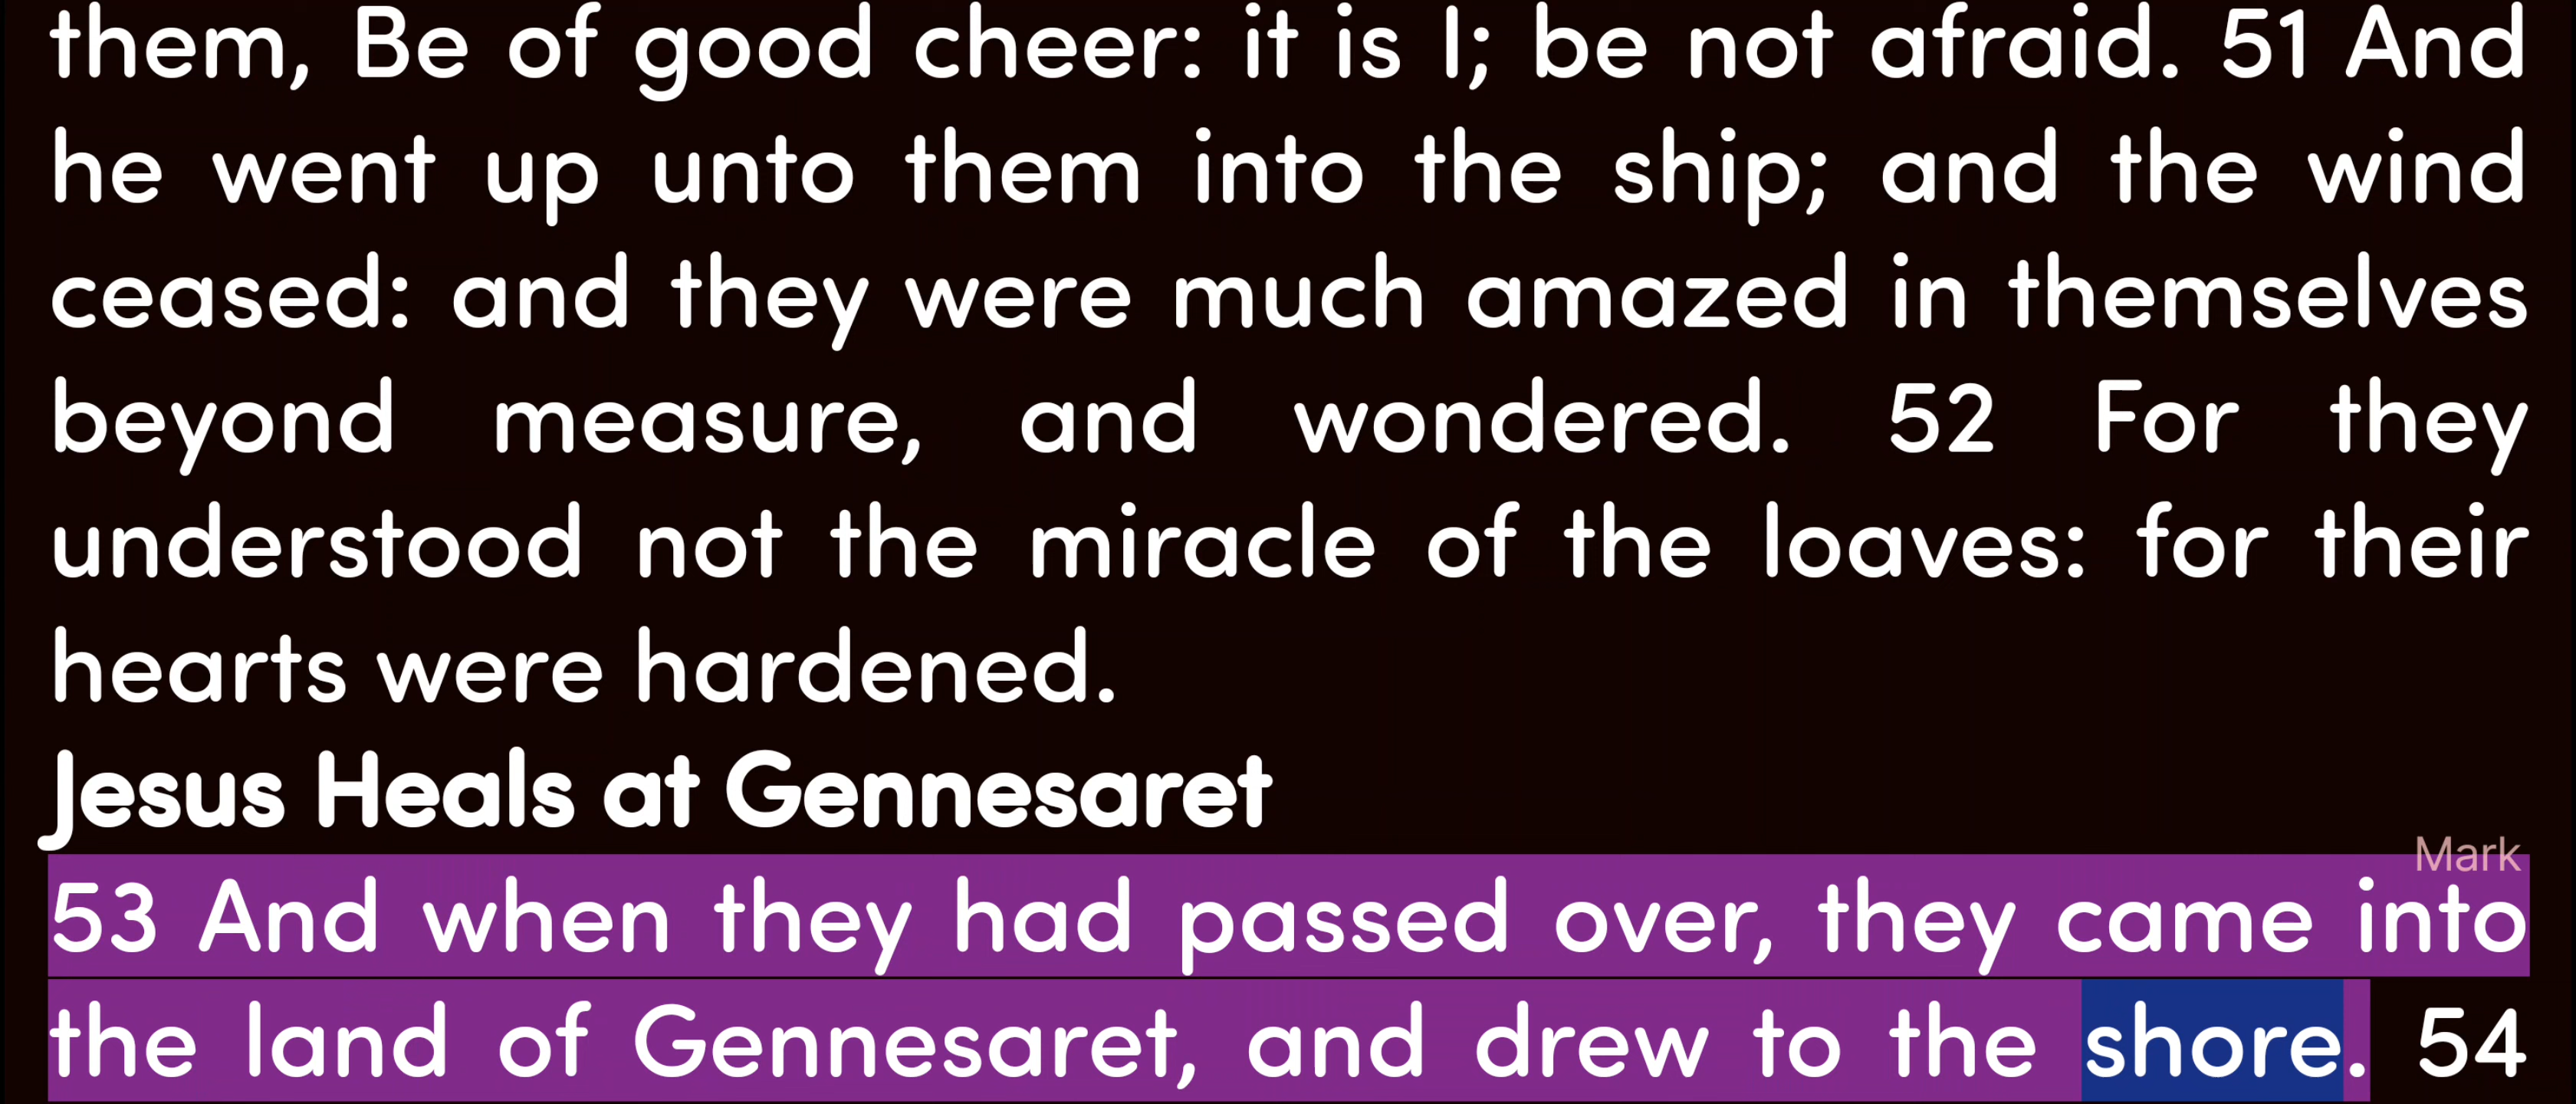 them, Be of good cheer: it is I; be not afraid. 51 And
he went up unto them into the ship; and the wind
ceased: and they were much amazed in themselves
beyond measure, and wondered. 52 For they
understood not the miracle of the loaves: for their
hearts were hardened.
Jesus Heals at Gennesaret
Mark
53 And when they had passed over, they came into
the land of Gennesaret, and drew to the shore. 54